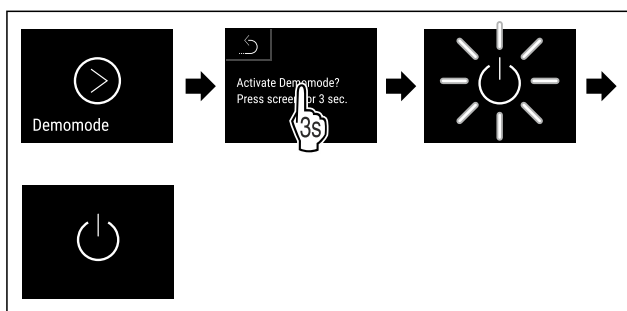 Demomode
Activate Demomode?
Press screen for 3 sec.
3s